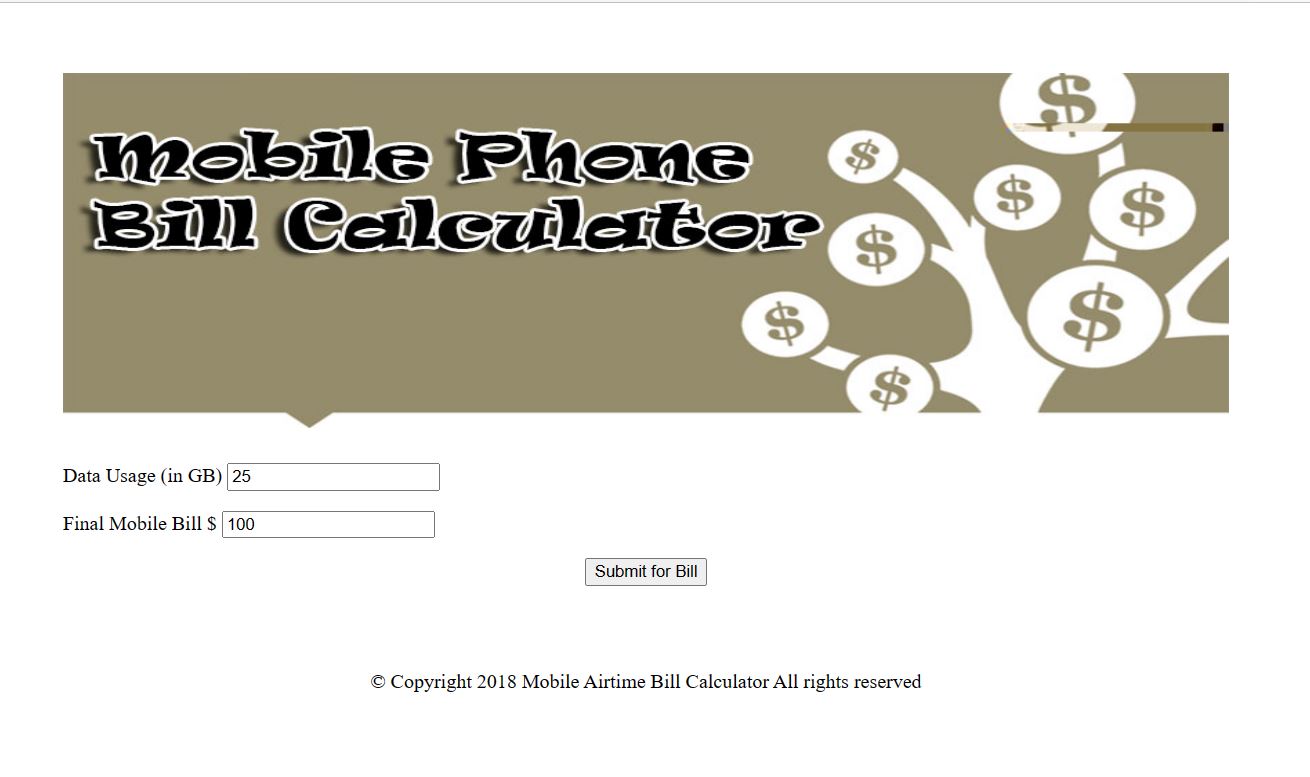 Mobile Phone
Bill Calculator
$
$
$
$
$
$
$
$
Data Usage (in GB) 25
Final Mobile Bill $ 100
Submit for Bill
© Copyright 2018 Mobile Airtime Bill Calculator All rights reserved